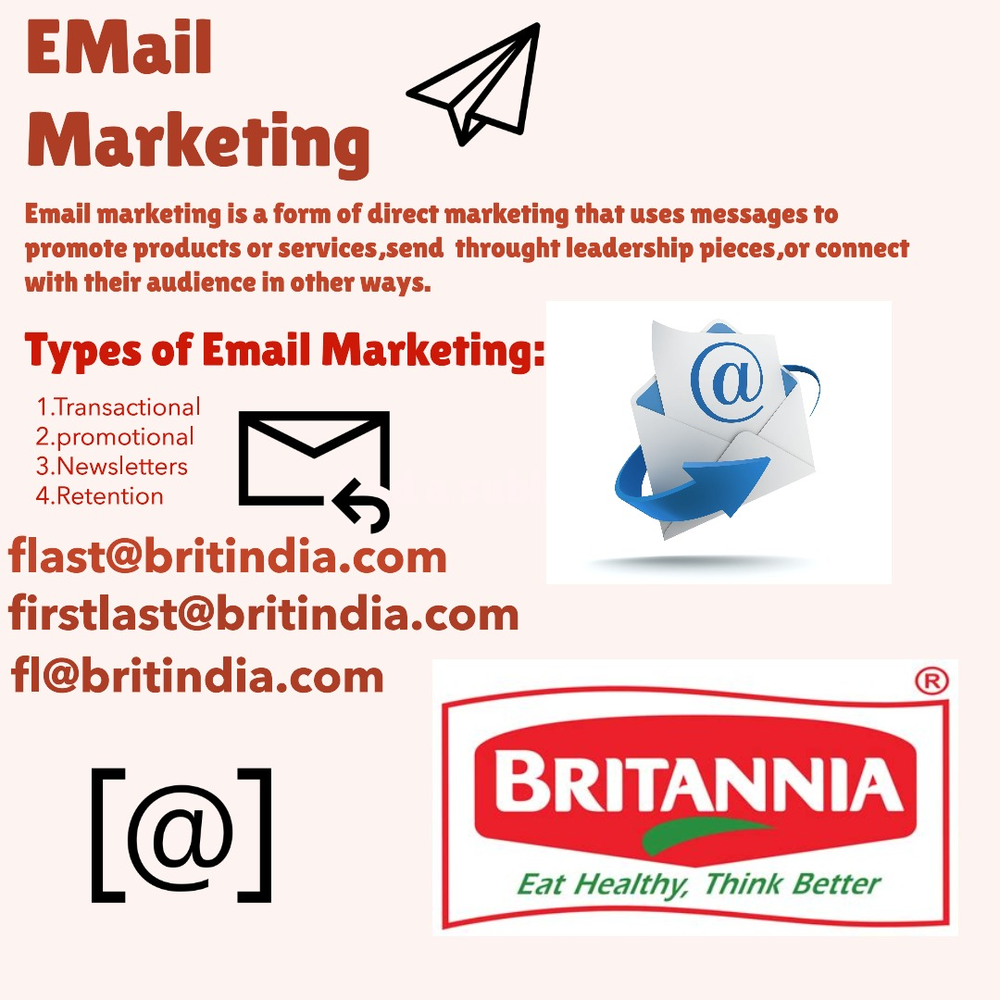 EMail
Marketing
Email marketing is a form of direct marketing that uses messages to
promote products or services,send  throught leadership pieces,or connect
with their audience in other ways.
Types of Email Marketing:
1.Transactional
2.promotional
3.Newsletters
4.Retention
@
flast@britindia.com
firstlast@britindia.com
fl@britindia.com
[@]
®
BRITANNIA
Eat Healthy, Think Better